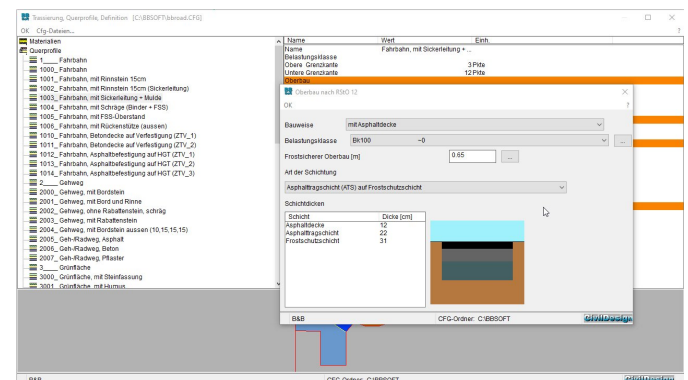 Trassierung, Querprofile, Definition [C:\BBSOFT\bbroad.CFG]
OK Cfg-Dateien... ?
Materialien
Querprofile
1____ Fahrbahn
1000_ Fahrbahn
1001_ Fahrbahn, mit Rinnstein 15cm
1002_ Fahrbahn, mit Rinnstein 15cm (Sickerleitung)
1003_ Fahrbahn, mit Sickerleitung + Mulde
1004_ Fahrbahn, mit Schräge (Binder + FSS)
1005_ Fahrbahn, mit FSS-Überstand
1006_ Fahrbahn, mit Rückenstütze (aussen)
1010_ Fahrbahn, Betondecke auf Verfestigung (ZTV_1)
1011_ Fahrbahn, Betondecke auf Verfestigung (ZTV_2)
1012_ Fahrbahn, Asphaltbefestigung auf HGT (ZTV_1)
1013_ Fahrbahn, Asphaltbefestigung auf HGT (ZTV_2)
1014_ Fahrbahn, Asphaltbefestigung auf HGT (ZTV_3)
2____ Gehweg
2000_ Gehweg, mit Bordstein
2001_ Gehweg, mit Bord und Rinne
2002_ Gehweg, ohne Rabattenstein, schräg
2003_ Gehweg, mit Rabattenstein
2004_ Gehweg, mit Bordstein aussen (10,15,15,15)
2005_ Geh-/Radweg, Asphalt
2006_ Geh-/Radweg, Beton
2007_ Geh-/Radweg, Pflaster
3____ Grünfläche
3000_ Grünfläche, mit Steinfassung
3001_ Grünfläche, mit Humus
Name Wert Einh.
Name Fahrbahn, mit Sickerleitung + ...
Belastungsklasse
Obere Grenzkante 3 Pkte
Untere Grenzkante 12 Pkte
Oberbau
Oberbau nach RStO 12
OK ?
Bauweise mit Asphaltdecke
Belastungsklasse Bk100 ~0 ...
Frostsicherer Oberbau [m] 0.65 ...
Art der Schichtung
Asphalttragschicht (ATS) auf Frostschutzschicht
Schichtdicken
Schicht Dicke [cm]
Asphaltdecke 12
Asphalttragschicht 22
Frostschutzschicht 31
B&B CFG-Ordner: C:\BBSOFT CivilDesign
B&B CFG-Ordner: C:\BBSOFT CivilDesign